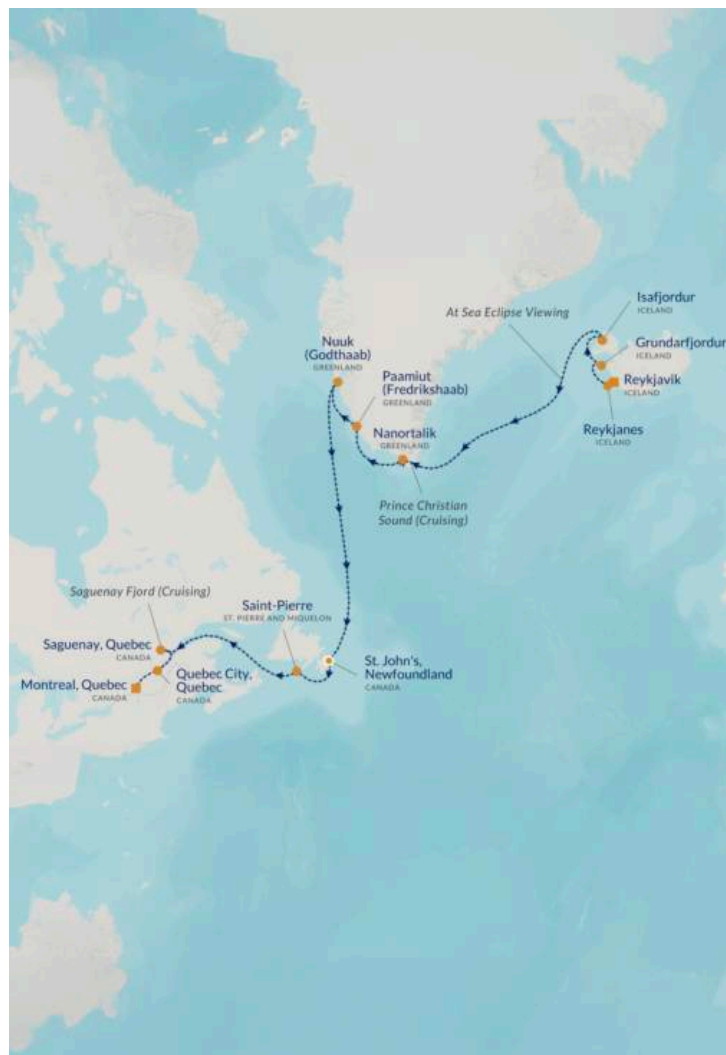 Isafjordur
ICELAND
At Sea Eclipse Viewing
Grundarfjordur
ICELAND
Nuuk
(Godthaab)
GREENLAND
Paamiut
(Fredrikshaab)
GREENLAND
Reykjavik
ICELAND
Reykjanes
ICELAND
Nanortalik
GREENLAND
Prince Christian
Sound (Cruising)
Saguenay Fjord (Cruising)
Saint-Pierre
ST. PIERRE AND MIQUELON
Saguenay, Quebec
CANADA
St. John's,
Newfoundland
CANADA
Quebec City,
Quebec
CANADA
Montreal, Quebec
CANADA